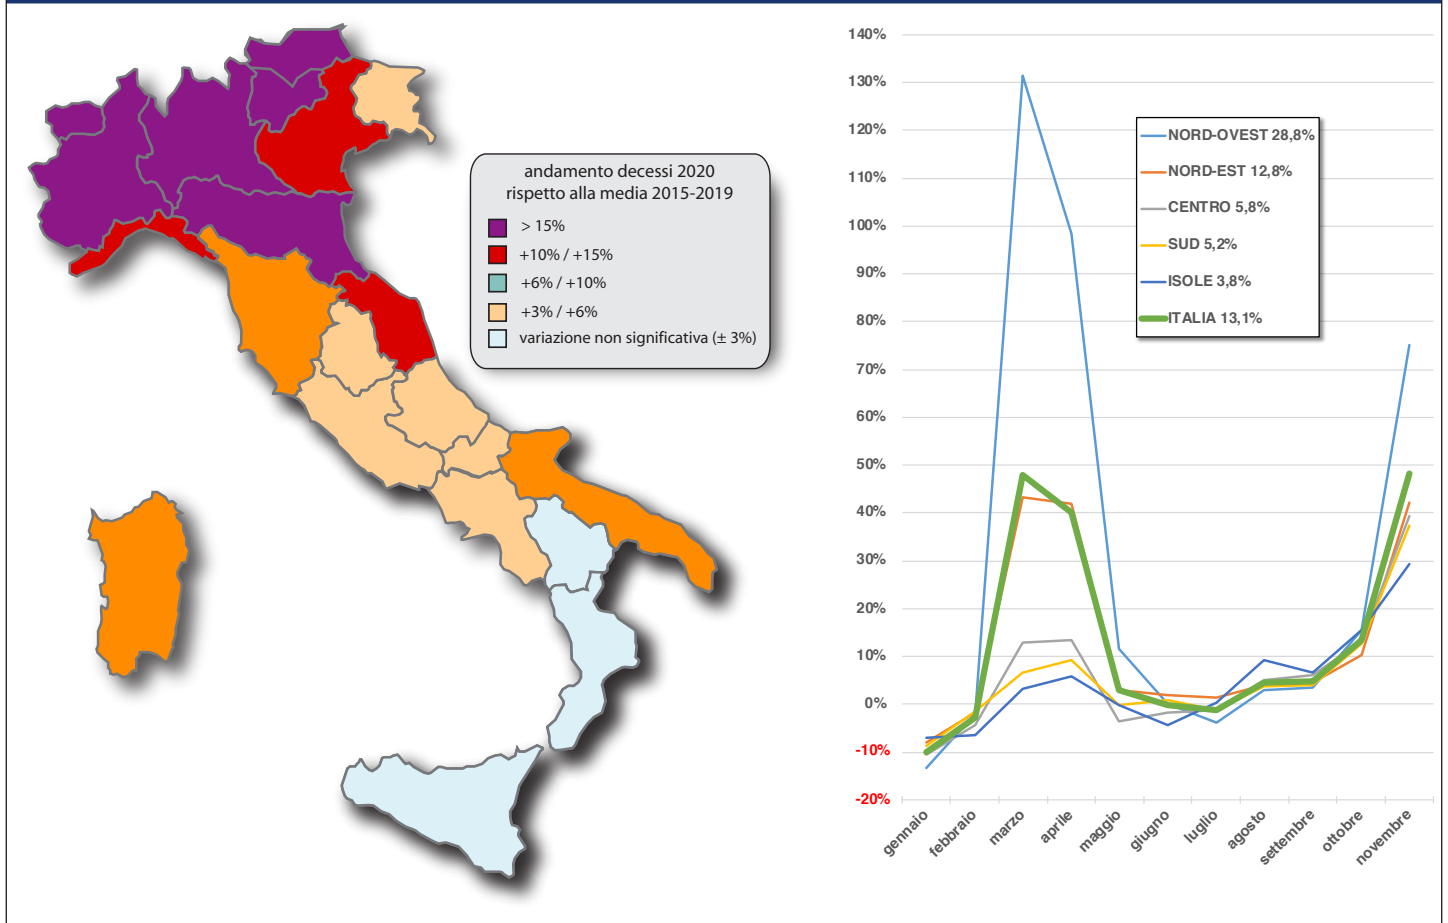 andamento decessi 2020
rispetto alla media 2015-2019
> 15%
+10% / +15%
+6% / +10%
+3% / +6%
variazione non significativa (± 3%)
140%
130%
120%
110%
100%
90%
80%
70%
60%
50%
40%
30%
20%
10%
0%
-10%
-20%
NORD-OVEST 28,8%
NORD-EST 12,8%
CENTRO 5,8%
SUD 5,2%
ISOLE 3,8%
ITALIA 13,1%
gennaio
febbraio
marzo
aprile
maggio
giugno
luglio
agosto
settembre
ottobre
novembre